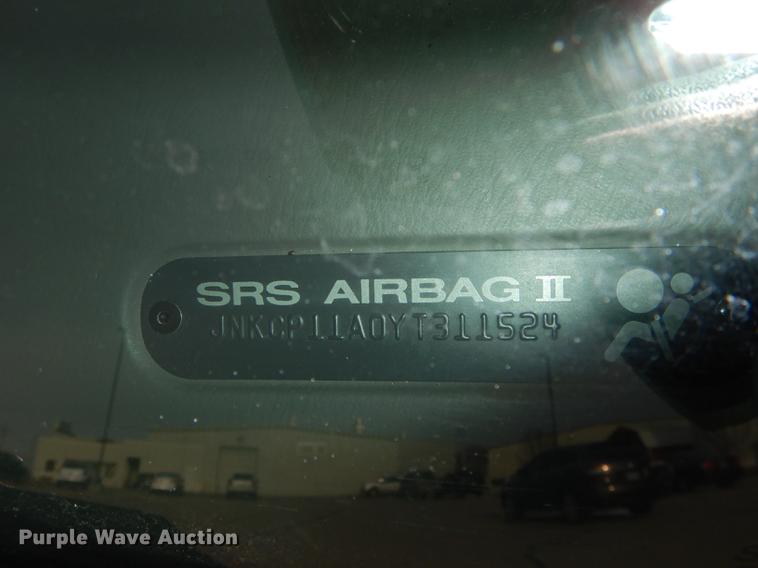 SRS AIRBAG II
JNKCP11A0YT311524
Purple Wave Auction